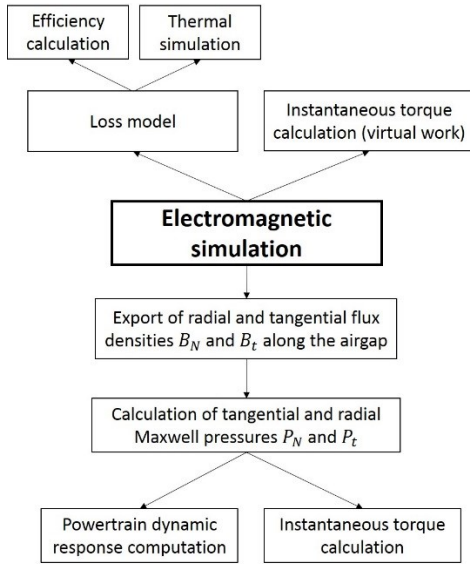 Efficiency
calculation
Thermal
simulation
Loss model
Instantaneous torque
calculation (virtual work)
Electromagnetic
simulation
Export of radial and tangential flux
densities B_N and B_t along the airgap
Calculation of tangential and radial
Maxwell pressures P_N and P_t
Powertrain dynamic
response computation
Instantaneous torque
calculation